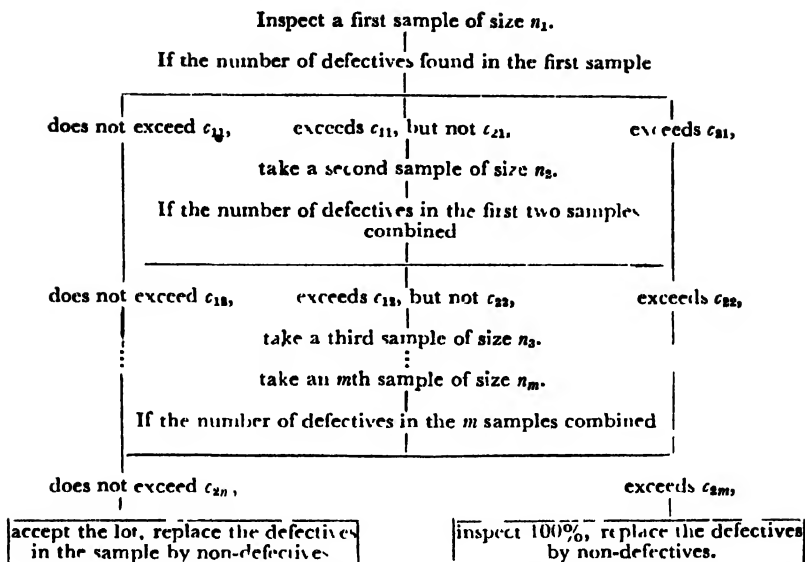 Inspect a first sample of size n₁.
If the number of defectives found in the first sample
does not exceed c₁₁, exceeds c₁₁, but not c₂₁, exceeds c₂₁,
take a second sample of size n₂.
If the number of defectives in the first two samples
combined
does not exceed c₁₂, exceeds c₁₂, but not c₂₂, exceeds c₂₂,
take a third sample of size n₃.
take an mth sample of size nₘ.
If the number of defectives in the m samples combined
does not exceed c₂ₙ, exceeds c₂ₘ,
accept the lot, replace the defectives inspect 100%, replace the defectives
in the sample by non-defectives by non-defectives.